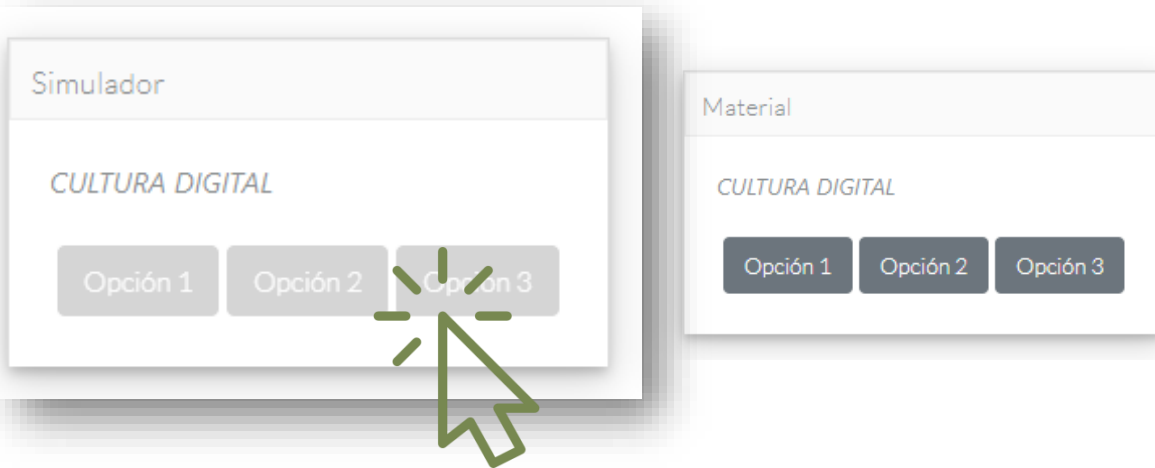 Simulador
CULTURA DIGITAL
Opción 1 Opción 2 Opción 3
Material
CULTURA DIGITAL
Opción 1 Opción 2 Opción 3